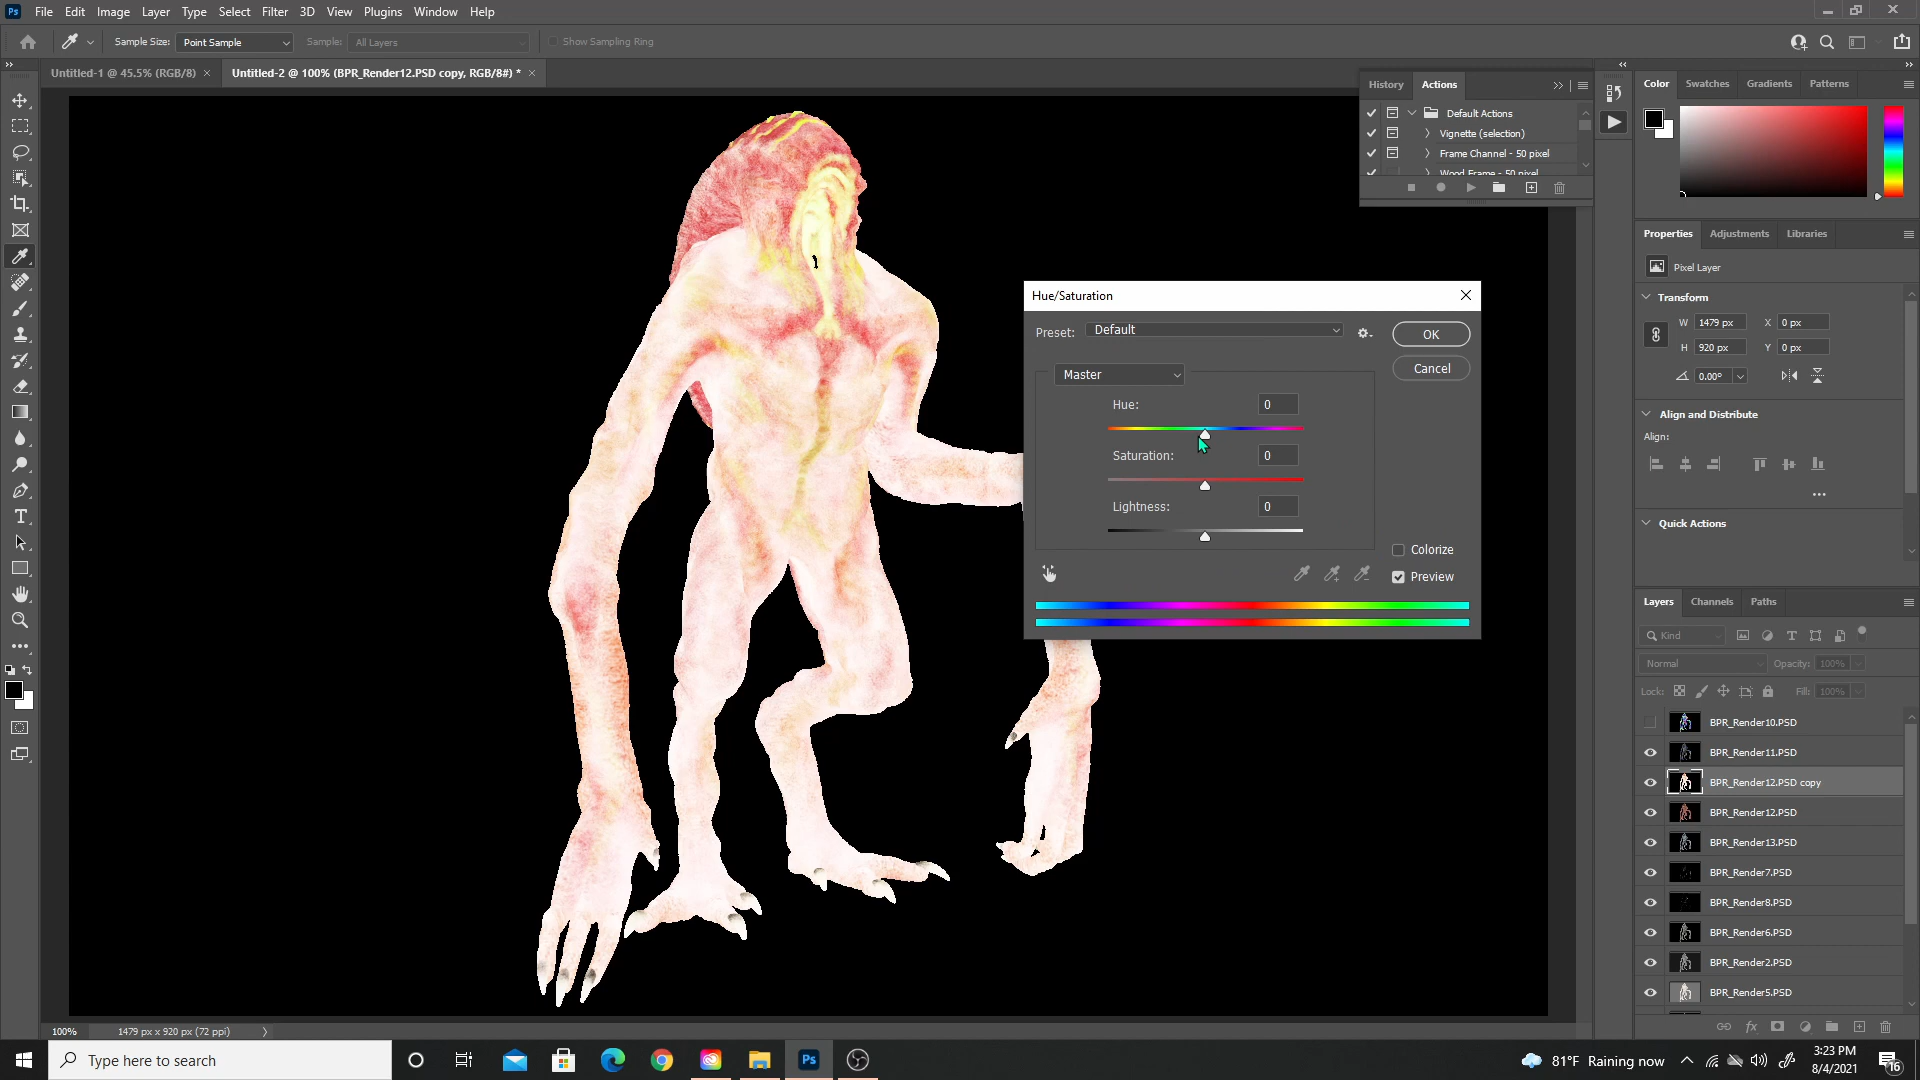 Ps File Edit Image Layer Type Select Filter 3D View Plugins Window Help
Sample Size: Point Sample Sample: All Layers Show Sampling Ring
Untitled-1 @ 45.5% (RGB/8) × Untitled-2 @ 100% (BPR_Render12.PSD copy, RGB/8#) * ×
History Actions
Default Actions
Vignette (selection)
Frame Channel - 50 pixel
Wood Frame - 50 pixel
Color Swatches Gradients Patterns
Properties Adjustments Libraries
Pixel Layer
Transform
W 1479 px X 0 px
H 920 px Y 0 px
0.00°
Align and Distribute
Align:
Quick Actions
Hue/Saturation
Preset: Default
OK
Cancel
Master
Hue: 0
Saturation: 0
Lightness: 0
Colorize
Preview
Layers Channels Paths
Kind
Normal Opacity: 100%
Lock: Fill: 100%
BPR_Render10.PSD
BPR_Render11.PSD
BPR_Render12.PSD copy
BPR_Render12.PSD
BPR_Render13.PSD
BPR_Render7.PSD
BPR_Render8.PSD
BPR_Render6.PSD
BPR_Render2.PSD
BPR_Render5.PSD
100% 1479 px x 920 px (72 ppi)
Type here to search
Ps
81°F Raining now
3:23 PM
8/4/2021
16